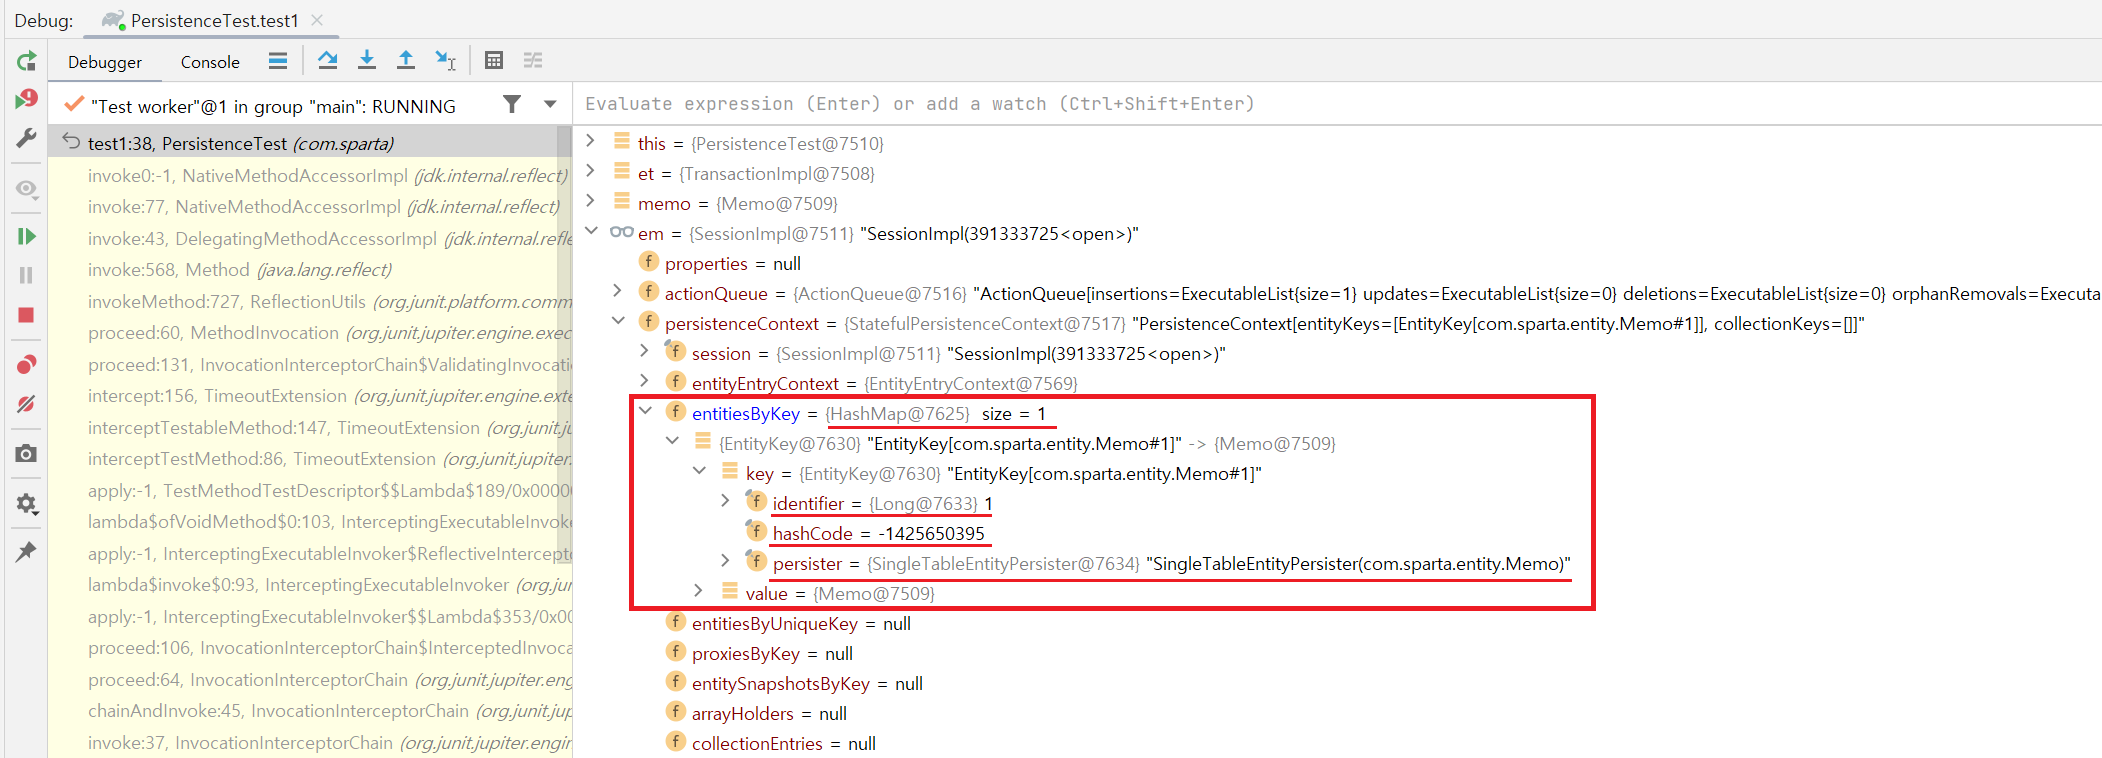 Debug: PersistenceTest.test1
Debugger Console
"Test worker"@1 in group "main": RUNNING
Evaluate expression (Enter) or add a watch (Ctrl+Shift+Enter)
test1:38, PersistenceTest (com.sparta)
invoke0:-1, NativeMethodAccessorImpl (jdk.internal.reflect)
invoke:77, NativeMethodAccessorImpl (jdk.internal.reflect)
invoke:43, DelegatingMethodAccessorImpl (jdk.internal.refle
invoke:568, Method (java.lang.reflect)
invokeMethod:727, ReflectionUtils (org.junit.platform.comm
proceed:60, MethodInvocation (org.junit.jupiter.engine.exec
proceed:131, InvocationInterceptorChain$ValidatingInvocati
intercept:156, TimeoutExtension (org.junit.jupiter.engine.exte
interceptTestableMethod:147, TimeoutExtension (org.junit.j
interceptTestMethod:86, TimeoutExtension (org.junit.jupiter.
apply:-1, TestMethodTestDescriptor$$Lambda$189/0x00000
lambda$ofVoidMethod$0:103, InterceptingExecutableInvoke
apply:-1, InterceptingExecutableInvoker$ReflectiveIntercepto
lambda$invoke$0:93, InterceptingExecutableInvoker (org.jun
apply:-1, InterceptingExecutableInvoker$$Lambda$353/0x00
proceed:106, InvocationInterceptorChain$InterceptedInvoca
proceed:64, InvocationInterceptorChain (org.junit.jupiter.eng
chainAndInvoke:45, InvocationInterceptorChain (org.junit.jup
invoke:37, InvocationInterceptorChain (org.junit.jupiter.engin
this = {PersistenceTest@7510}
et = {TransactionImpl@7508}
memo = {Memo@7509}
em = {SessionImpl@7511} "SessionImpl(391333725<open>)"
properties = null
actionQueue = {ActionQueue@7516} "ActionQueue[insertions=ExecutableList{size=1} updates=ExecutableList{size=0} deletions=ExecutableList{size=0} orphanRemovals=Executa
persistenceContext = {StatefulPersistenceContext@7517} "PersistenceContext[entityKeys=[EntityKey[com.sparta.entity.Memo#1]], collectionKeys=[]]"
session = {SessionImpl@7511} "SessionImpl(391333725<open>)"
entityEntryContext = {EntityEntryContext@7569}
entitiesByKey = {HashMap@7625} size = 1
{EntityKey@7630} "EntityKey[com.sparta.entity.Memo#1]" -> {Memo@7509}
key = {EntityKey@7630} "EntityKey[com.sparta.entity.Memo#1]"
identifier = {Long@7633} 1
hashCode = -1425650395
persister = {SingleTableEntityPersister@7634} "SingleTableEntityPersister(com.sparta.entity.Memo)"
value = {Memo@7509}
entitiesByUniqueKey = null
proxiesByKey = null
entitySnapshotsByKey = null
arrayHolders = null
collectionEntries = null